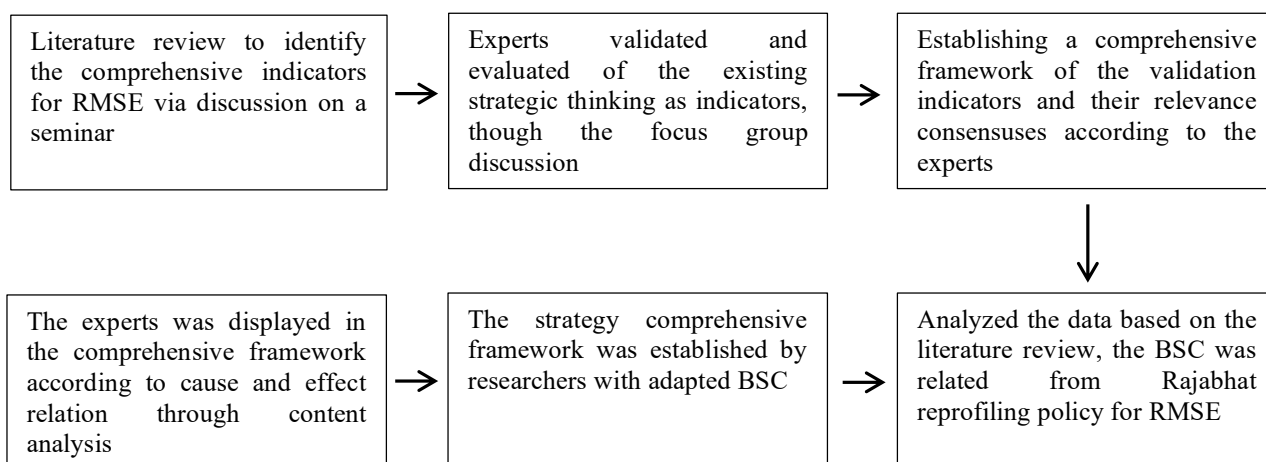 Literature review to identify
the comprehensive indicators
for RMSE via discussion on a
seminar
Experts validated and
evaluated of the existing
strategic thinking as indicators,
though the focus group
discussion
Establishing a comprehensive
framework of the validation
indicators and their relevance
consensuses according to the
experts
The experts was displayed in
the comprehensive framework
according to cause and effect
relation through content
analysis
The strategy comprehensive
framework was established by
researchers with adapted BSC
Analyzed the data based on the
literature review, the BSC was
related from Rajabhat
reprofiling policy for RMSE